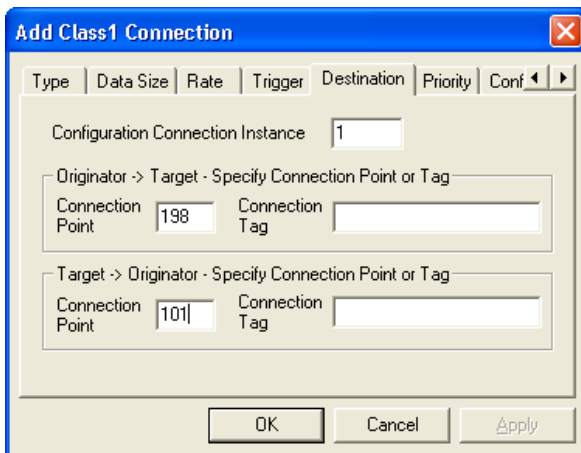 Add Class1 Connection
Type Data Size Rate Trigger Destination Priority Conf
Configuration Connection Instance 1
Originator -> Target - Specify Connection Point or Tag
Connection Point 198 Connection Tag
Target -> Originator - Specify Connection Point or Tag
Connection Point 101 Connection Tag
OK Cancel Apply